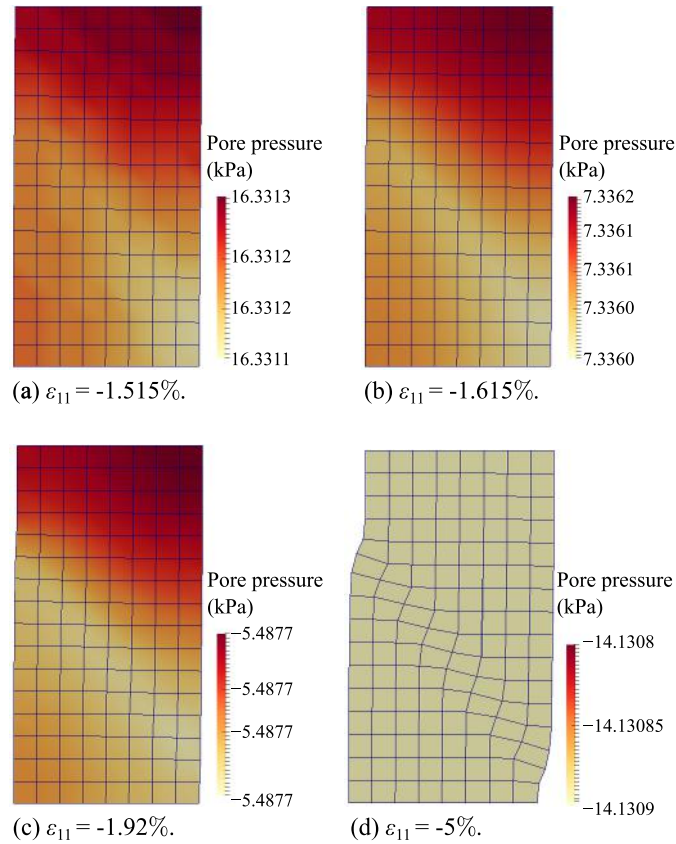 Pore pressure
(kPa)
16.3313
16.3312
16.3312
16.3311
(a) ε11 = -1.515%.
Pore pressure
(kPa)
7.3362
7.3361
7.3361
7.3360
7.3360
(b) ε11 = -1.615%.
Pore pressure
(kPa)
−5.4877
−5.4877
−5.4877
−5.4877
−5.4877
(c) ε11 = -1.92%.
Pore pressure
(kPa)
−14.1308
−14.13085
−14.1309
(d) ε11 = -5%.